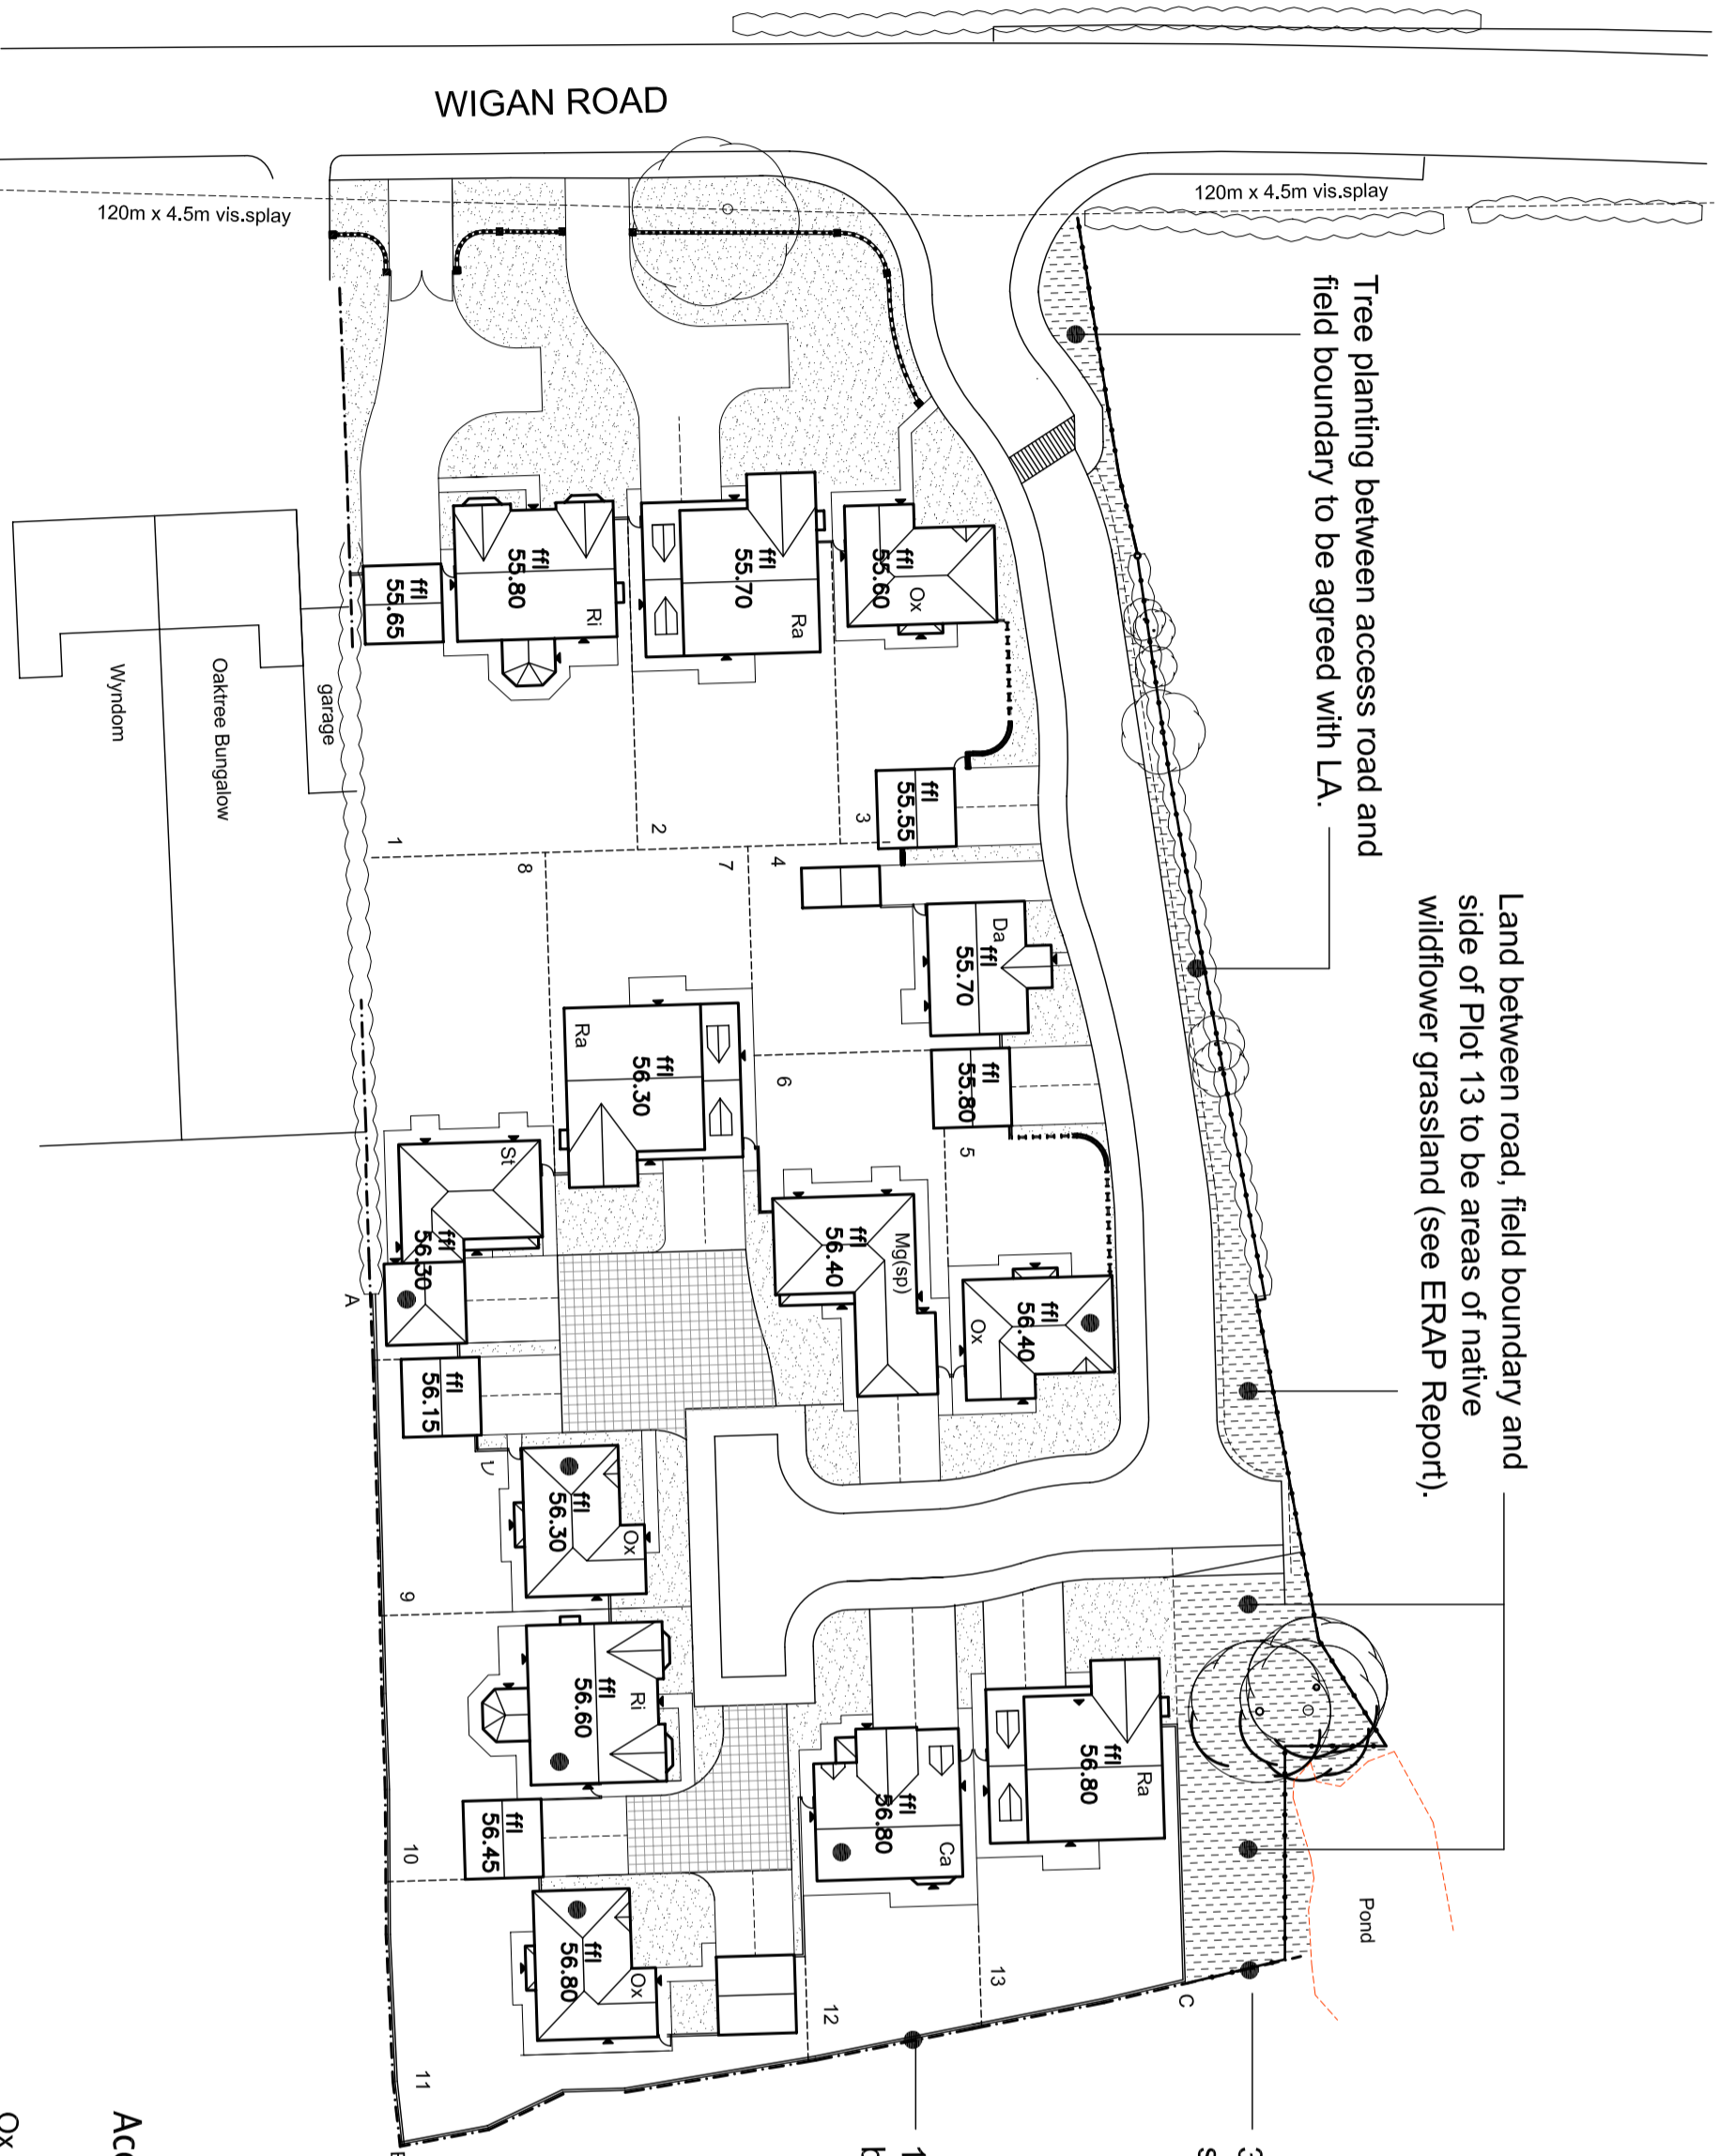 WIGAN ROAD
120m x 4.5m vis.splay
120m x 4.5m vis.splay
Tree planting between access road and
field boundary to be agreed with LA.
Land between road, field boundary and
side of Plot 13 to be areas of native
wildflower grassland (see ERAP Report).
Wyndom
Oaktree Bungalow
garage
ffl
55.65
ffl
55.80
Ri
ffl
55.70
Ra
ffl
55.60
Ox
1
2
3
ffl
55.55
8
7
4
Da
ffl
55.70
6
ffl
55.80
5
Ra
ffl
56.30
St
ffl
56.30
A
Mg(sp)
ffl
56.40
ffl
56.40
Ox
ffl
56.15
ffl
56.30
Ox
9
Ri
ffl
56.60
ffl
56.45
10
ffl
56.80
Ca
Ra
ffl
56.80
Pond
ffl
56.80
Ox
11
12
13
C
Ox